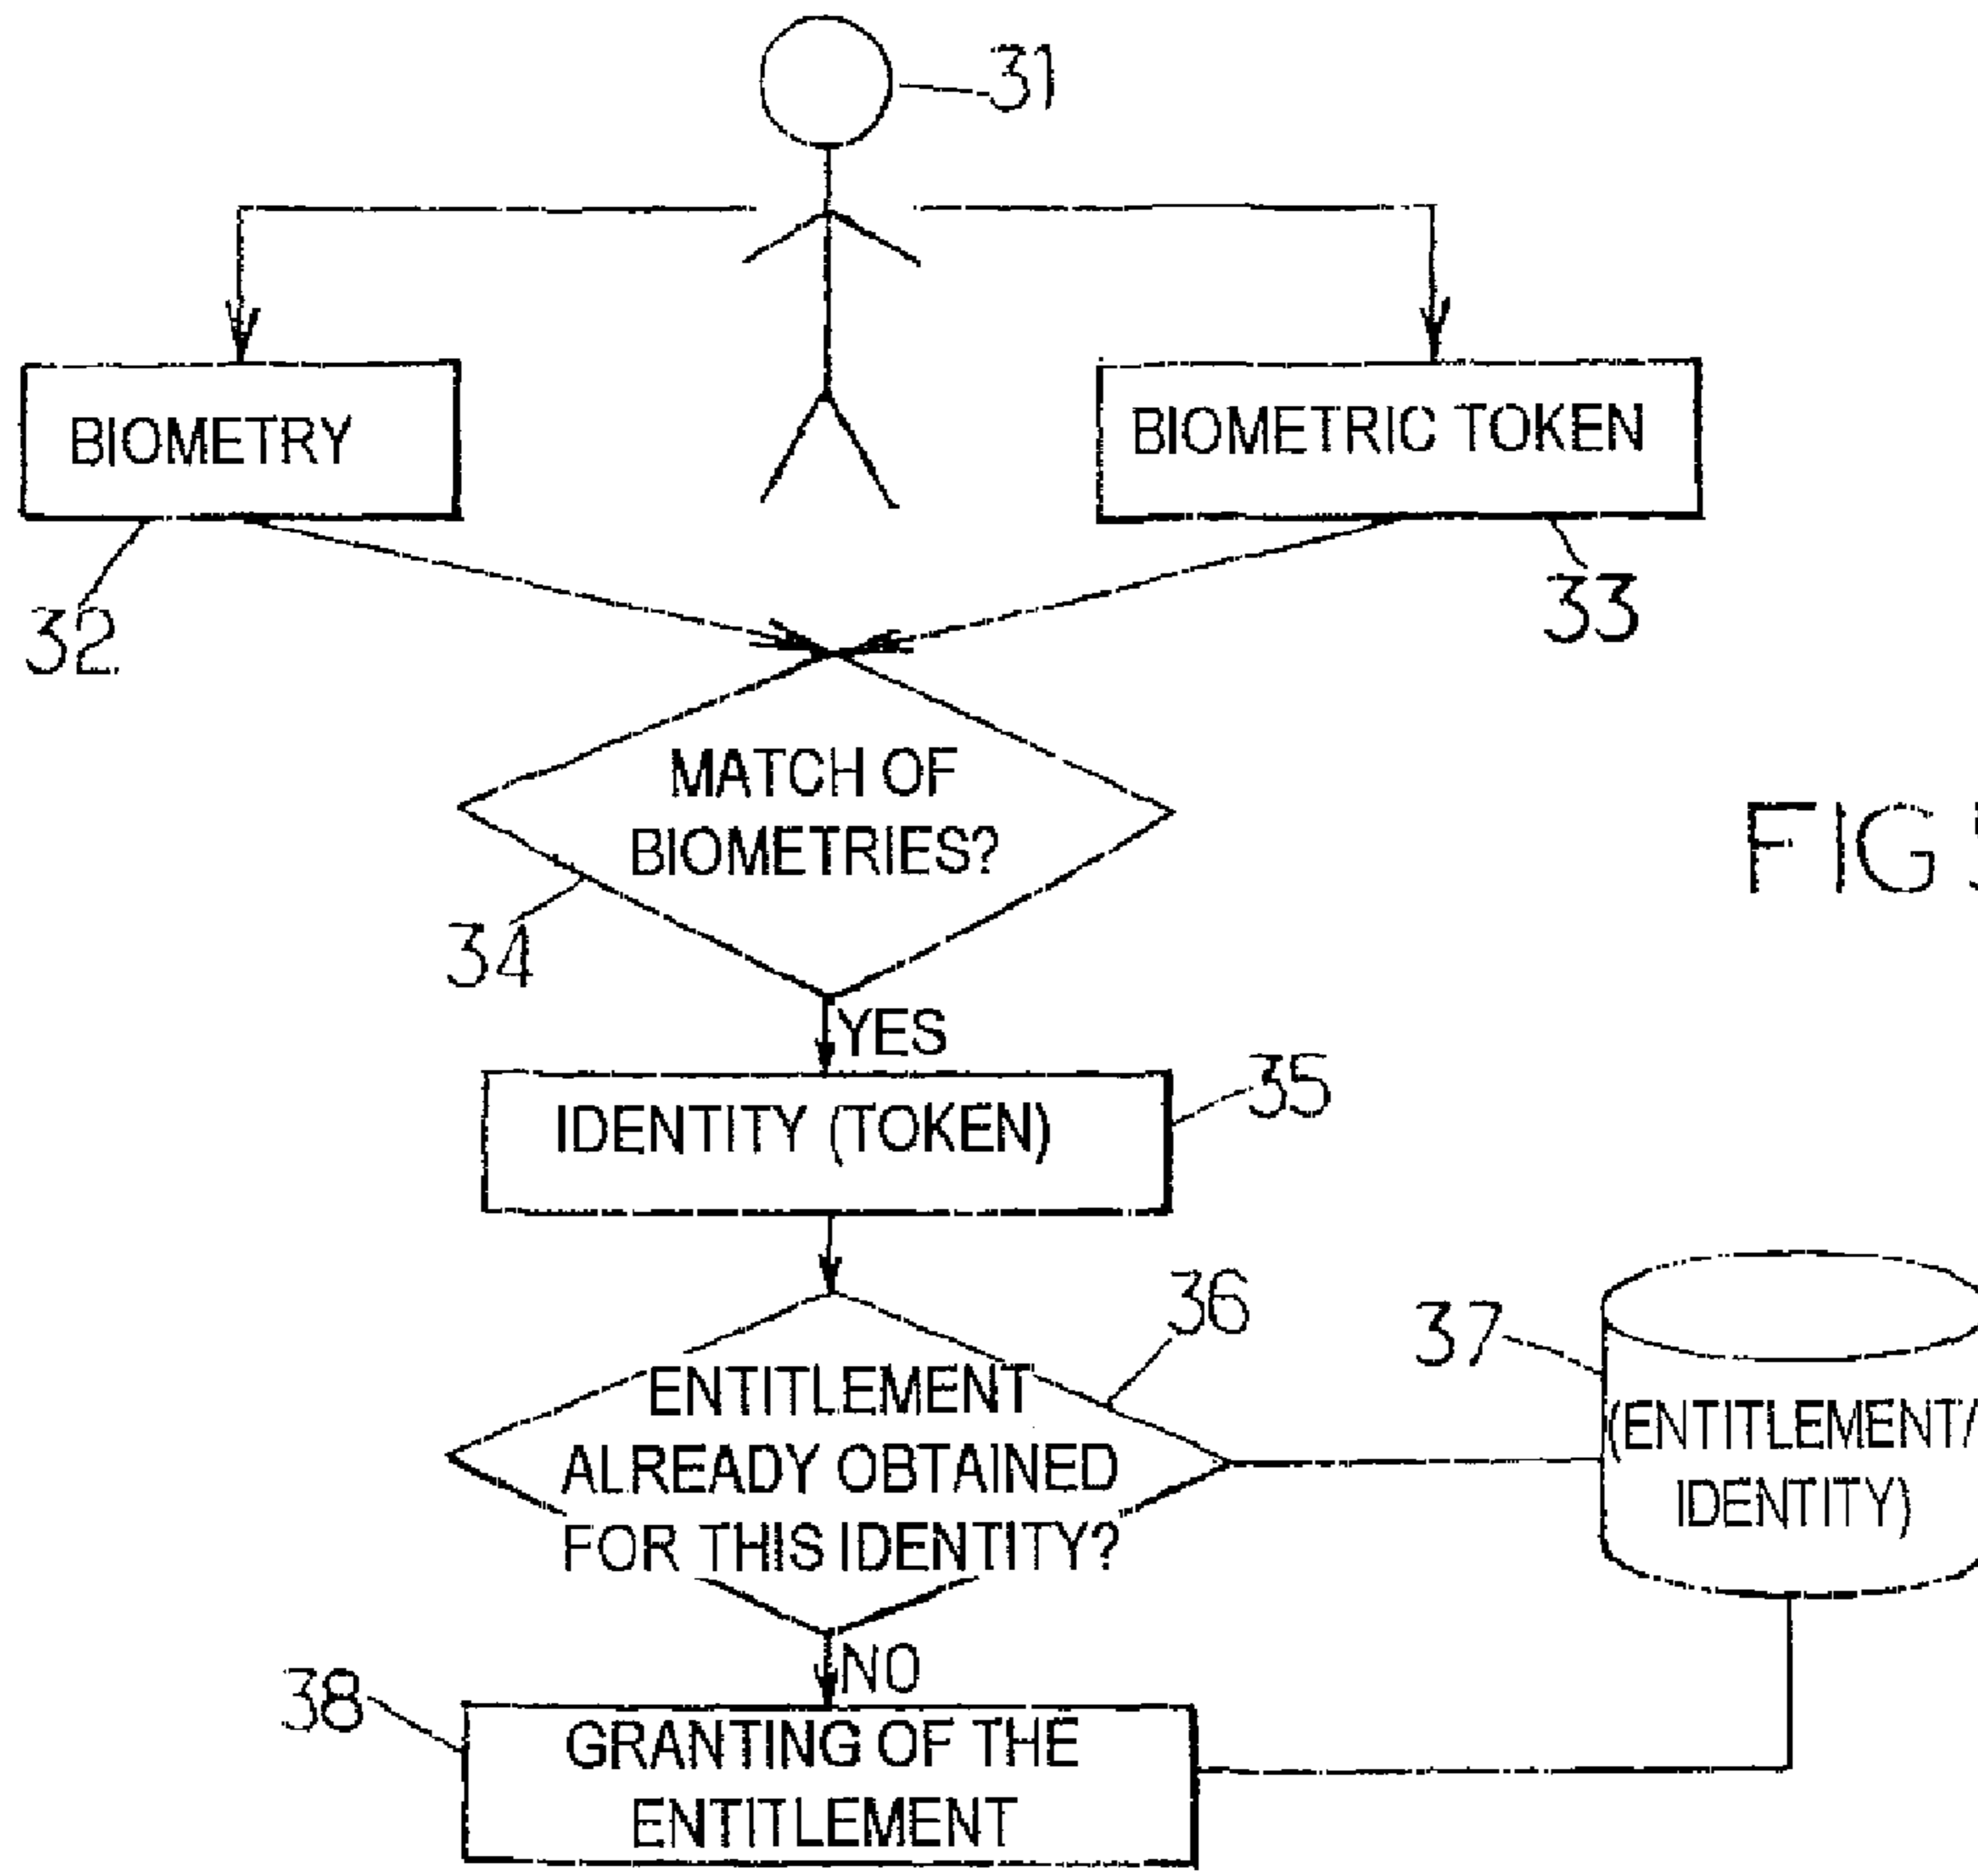 31
BIOMETRY
BIOMETRIC TOKEN
32
33
MATCH OF
BIOMETRIES?
FIG
34
YES
IDENTITY (TOKEN)
35
36
37
ENTITLEMENT
ALREADY OBTAINED
FOR THIS IDENTITY?
(ENTITLEMENT/
IDENTITY)
NO
38
GRANTING OF THE
ENTITLEMENT